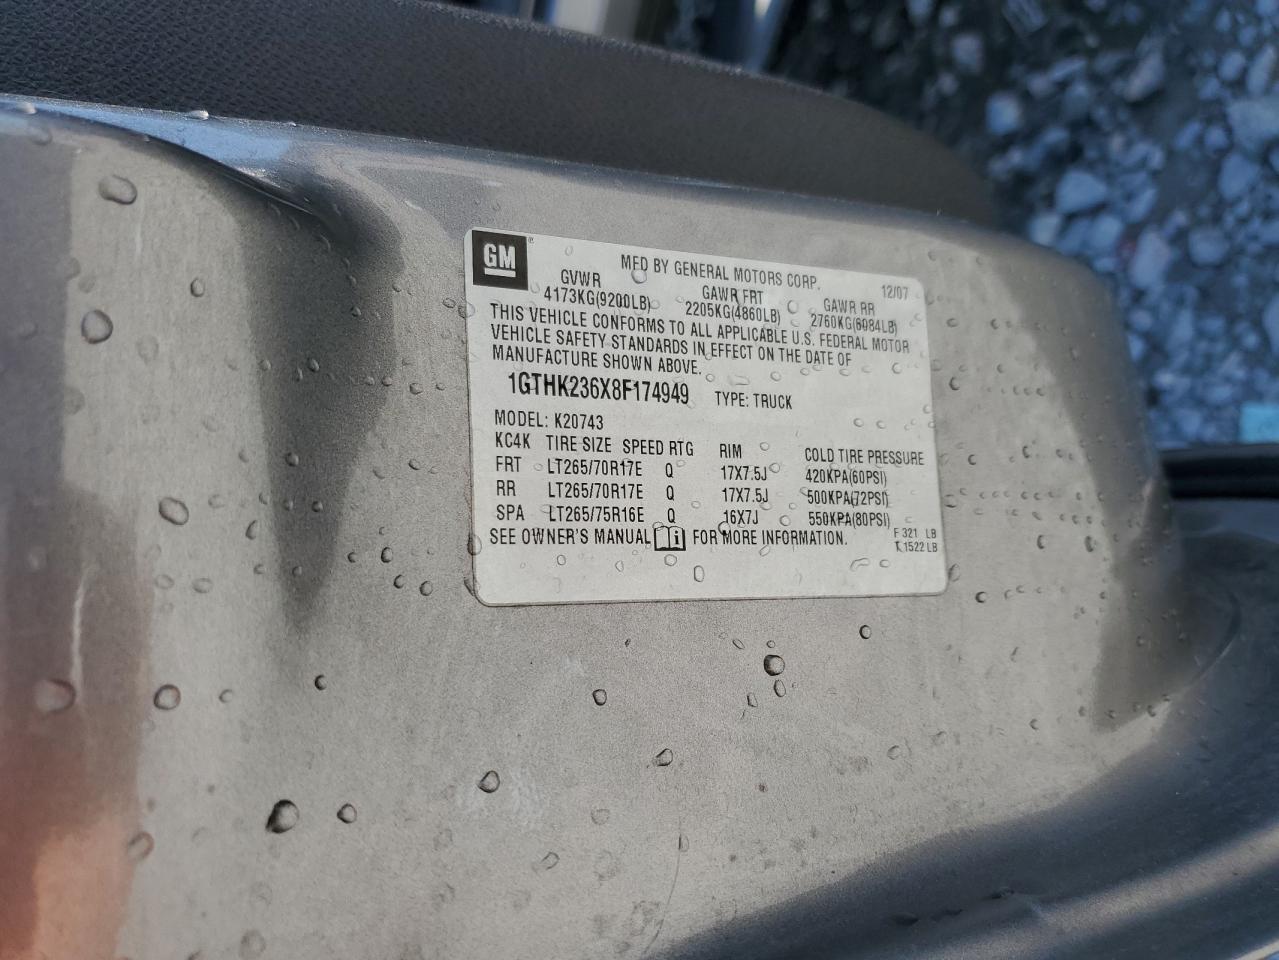 GM
MFD BY GENERAL MOTORS CORP. 12/07
GVWR GAWR FRT GAWR RR
4173KG(9200LB) 2205KG(4860LB) 2760KG(6084LB)
THIS VEHICLE CONFORMS TO ALL APPLICABLE U.S. FEDERAL MOTOR
VEHICLE SAFETY STANDARDS IN EFFECT ON THE DATE OF
MANUFACTURE SHOWN ABOVE.
1GTHK236X8F174949 TYPE: TRUCK
MODEL: K20743
KC4K TIRE SIZE SPEED RTG RIM COLD TIRE PRESSURE
FRT LT265/70R17E Q 17X7.5J 420KPA(60PSI)
RR LT265/70R17E Q 17X7.5J 500KPA(72PSI)
SPA LT265/75R16E Q 16X7J 550KPA(80PSI)
SEE OWNER'S MANUAL FOR MORE INFORMATION.
F 321 LB
T 1522 LB